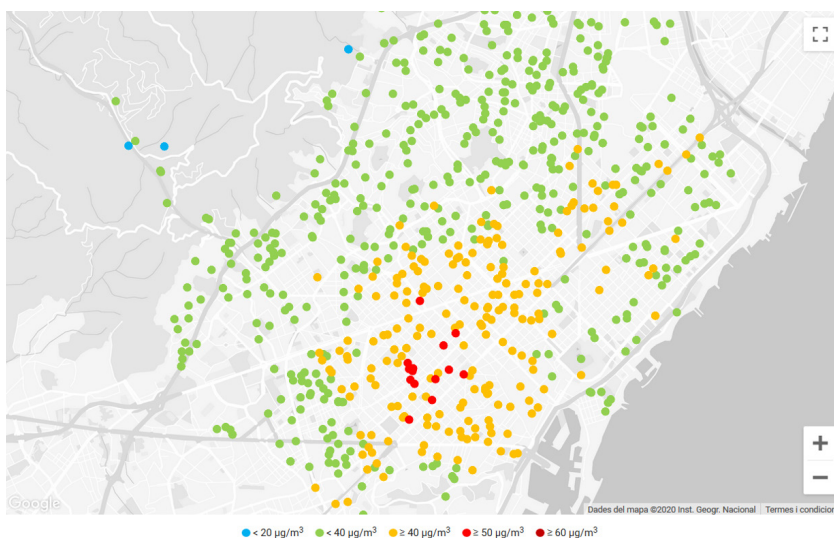 Google
Dades del mapa ©2020 Inst. Geogr. Nacional Termes i condicion
< 20 µg/m³ < 40 µg/m³ ≥ 40 µg/m³ ≥ 50 µg/m³ ≥ 60 µg/m³